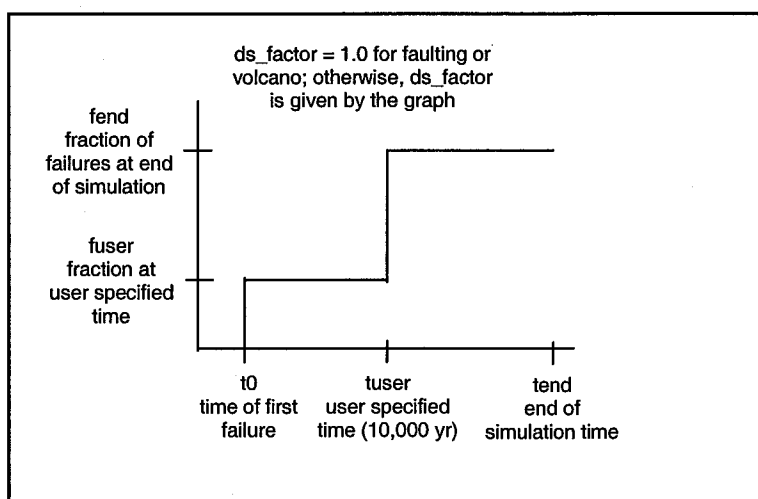 ds_factor = 1.0 for faulting or
volcano; otherwise, ds_factor
is given by the graph
fend
fraction of
failures at end
of simulation
fuser
fraction at
user specified
time
t0
time of first
failure
tuser
user specified
time (10,000 yr)
tend
end of
simulation time